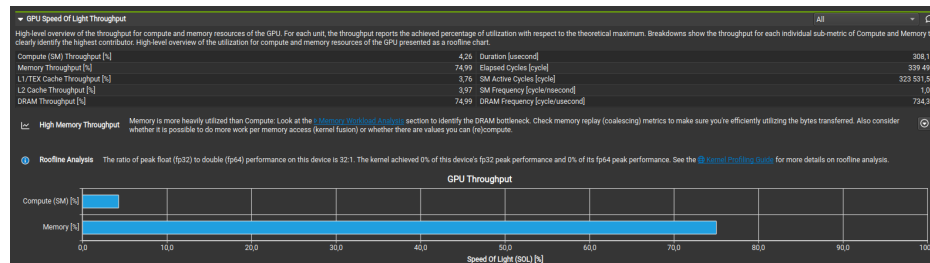 GPU Speed Of Light Throughput All
High-level overview of the throughput for compute and memory resources of the GPU. For each unit, the throughput reports the achieved percentage of utilization with respect to the theoretical maximum. Breakdowns show the throughput for each individual sub-metric of Compute and Memory t
clearly identify the highest contributor. High-level overview of the utilization for compute and memory resources of the GPU presented as a roofline chart.
Compute (SM) Throughput [%] 4,26 Duration [usecond] 308,1
Memory Throughput [%] 74,99 Elapsed Cycles [cycle] 339 49
L1/TEX Cache Throughput [%] 3,76 SM Active Cycles [cycle] 323 531,5
L2 Cache Throughput [%] 3,97 SM Frequency [cycle/nsecond] 1,0
DRAM Throughput [%] 74,99 DRAM Frequency [cycle/usecond] 734,3
High Memory Throughput Memory is more heavily utilized than Compute: Look at the Memory Workload Analysis section to identify the DRAM bottleneck. Check memory replay (coalescing) metrics to make sure you're efficiently utilizing the bytes transferred. Also consider
whether it is possible to do more work per memory access (kernel fusion) or whether there are values you can (re)compute.
Roofline Analysis The ratio of peak float (fp32) to double (fp64) performance on this device is 32:1. The kernel achieved 0% of this device's fp32 peak performance and 0% of its fp64 peak performance. See the Kernel Profiling Guide for more details on roofline analysis.
GPU Throughput
Compute (SM) [%]
Memory [%]
0,0 10,0 20,0 30,0 40,0 50,0 60,0 70,0 80,0 90,0 100
Speed Of Light (SOL) [%]